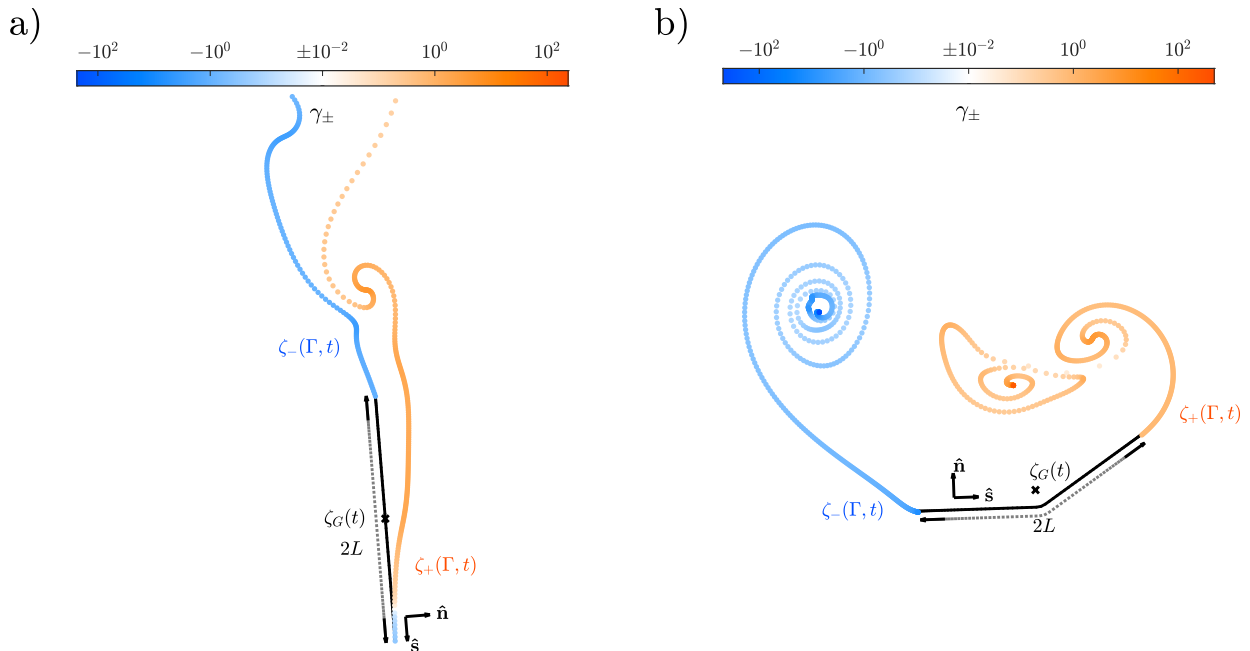 a)
−10² −10⁰ ±10⁻² 10⁰ 10²
γ±
ζ₋(Γ, t)
ζG(t)
2L
ζ₊(Γ, t)
n̂
ŝ
b)
−10² −10⁰ ±10⁻² 10⁰ 10²
γ±
ζ₊(Γ, t)
n̂
ζG(t)
ŝ
ζ₋(Γ, t)
2L